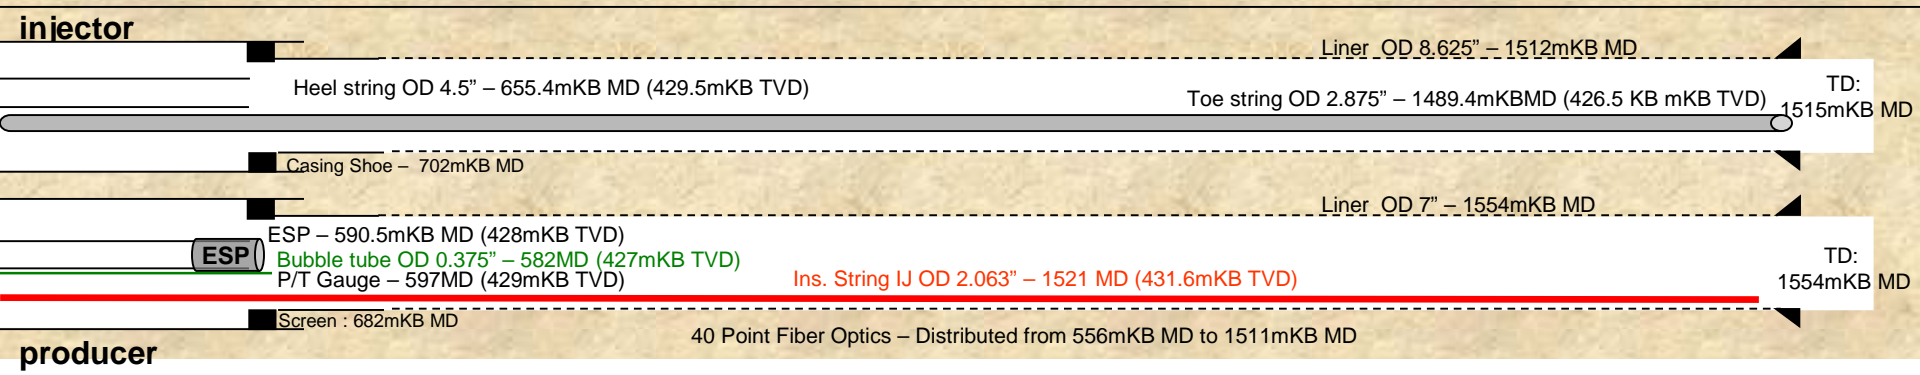 injector
Liner  OD 8.625” – 1512mKB MD
Heel string OD 4.5” – 655.4mKB MD (429.5mKB TVD)
Toe string OD 2.875” – 1489.4mKBMD (426.5 KB mKB TVD)
TD:
1515mKB MD
Casing Shoe –  702mKB MD
Liner  OD 7” – 1554mKB MD
ESP
ESP – 590.5mKB MD (428mKB TVD)
Bubble tube OD 0.375” – 582MD (427mKB TVD)
P/T Gauge – 597MD (429mKB TVD)
Ins. String IJ OD 2.063” – 1521 MD (431.6mKB TVD)
TD:
1554mKB MD
Screen : 682mKB MD
40 Point Fiber Optics – Distributed from 556mKB MD to 1511mKB MD
producer